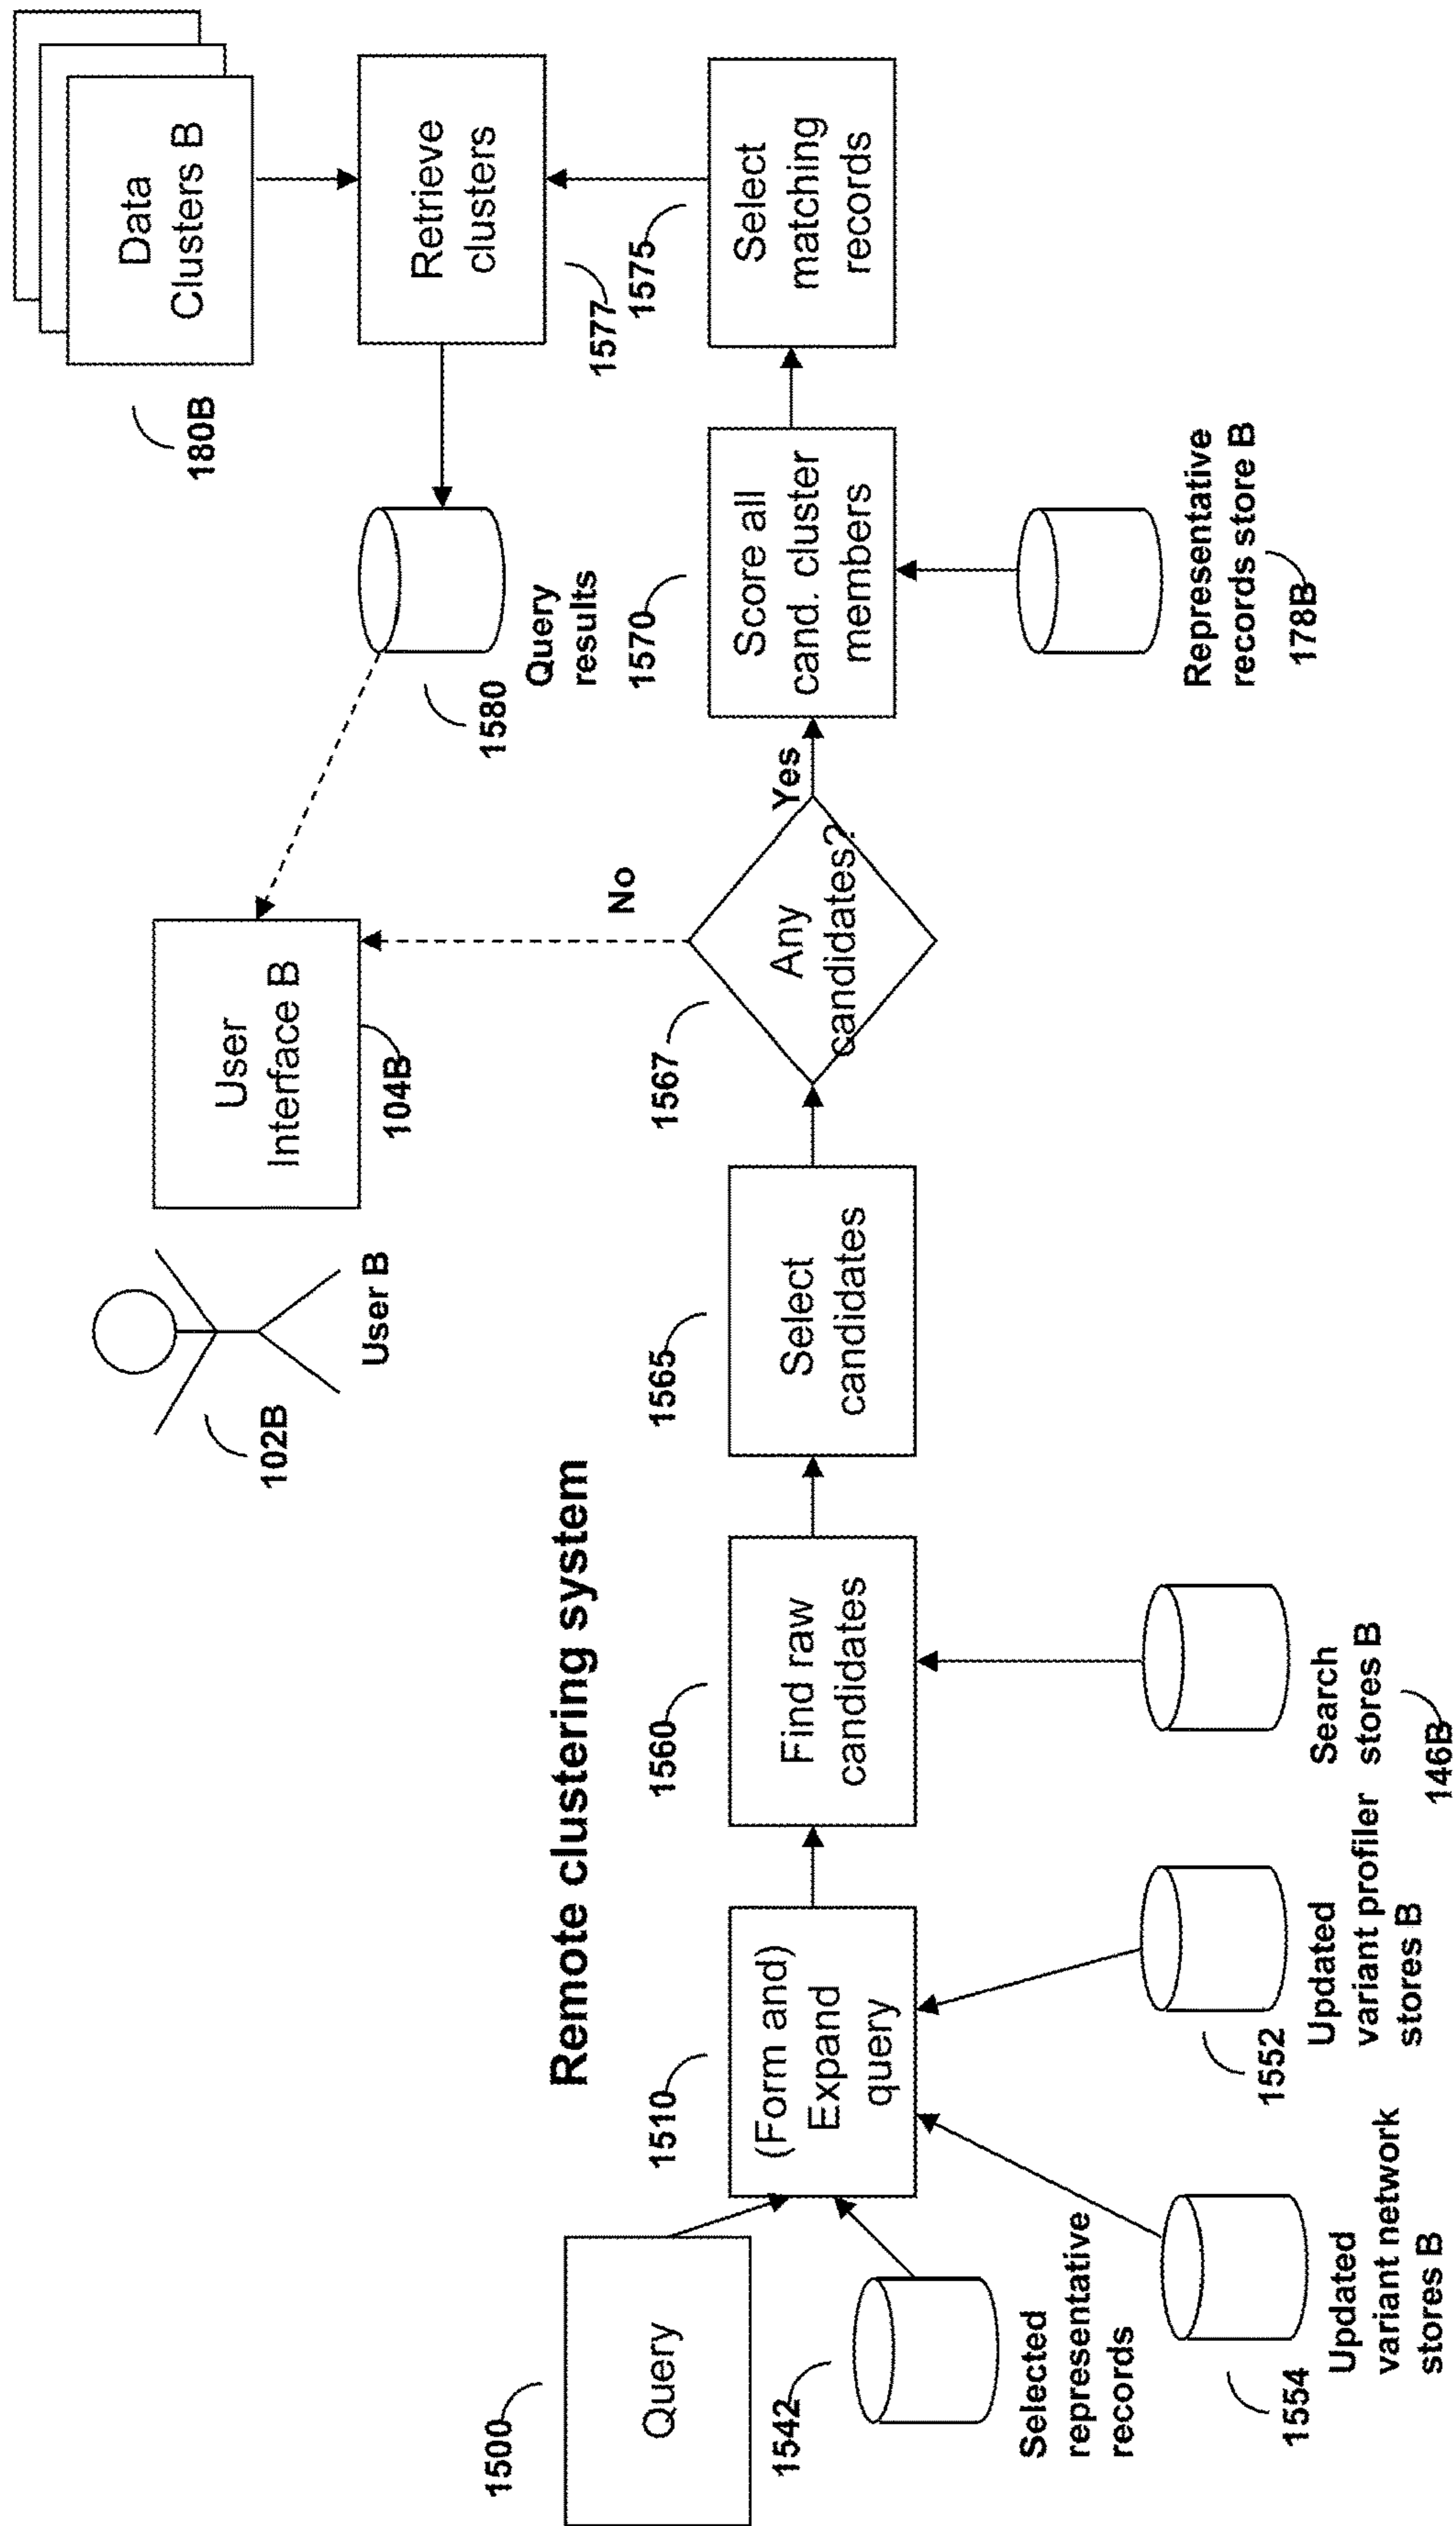 Remote clustering system
1500
Query
1542
Selected
representative
records
1554
Updated
variant network
stores B
1552
Updated
variant profiler
stores B
1510
(Form and)
Expand
query
1560
Find raw
candidates
Search
stores B
146B
1565
Select
candidates
1567
Any
candidates?
No
Yes
102B
User B
User
Interface B
104B
1570
Score all
cand. cluster
members
Representative
records store B
178B
1575
Select
matching
records
1577
Retrieve
clusters
180B
Data
Clusters B
1580
Query
results